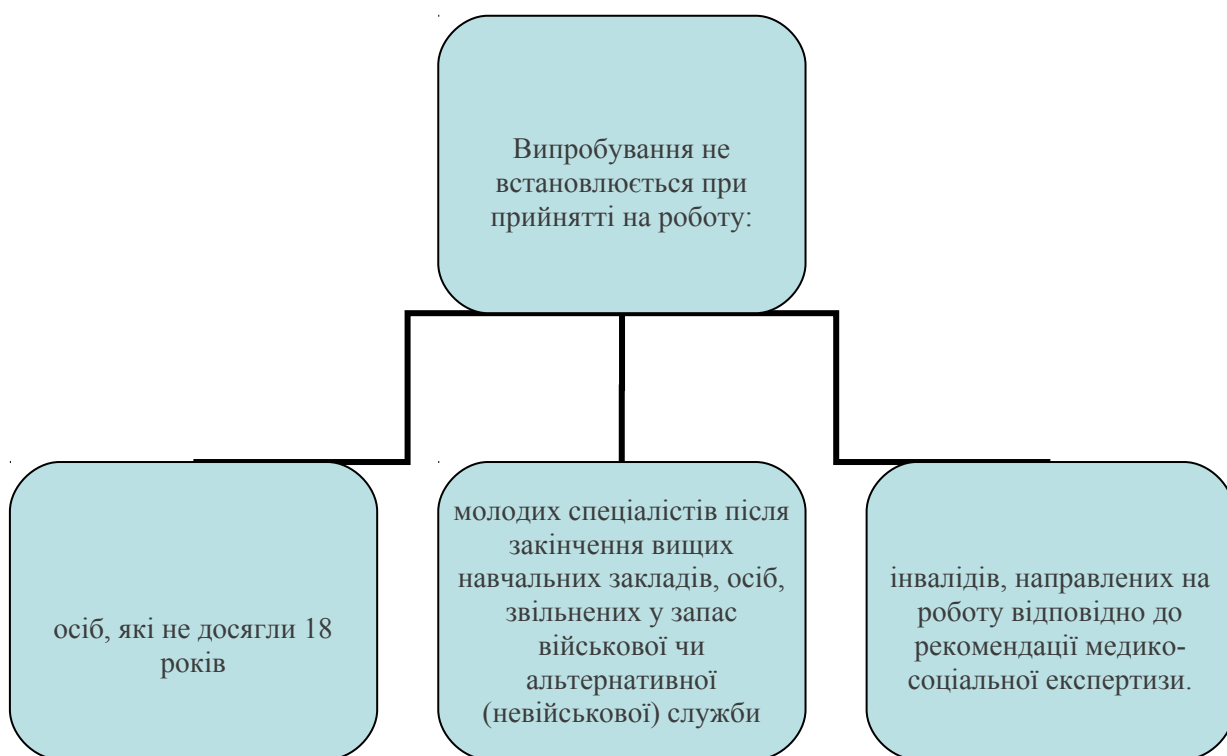 Випробування не
встановлюється при
прийнятті на роботу:
осіб, які не досягли 18
років
молодих спеціалістів після
закінчення вищих
навчальних закладів, осіб,
звільнених у запас
військової чи
альтернативної
(невійськової) служби
інвалідів, направлених на
роботу відповідно до
рекомендації медико-
соціальної експертизи.